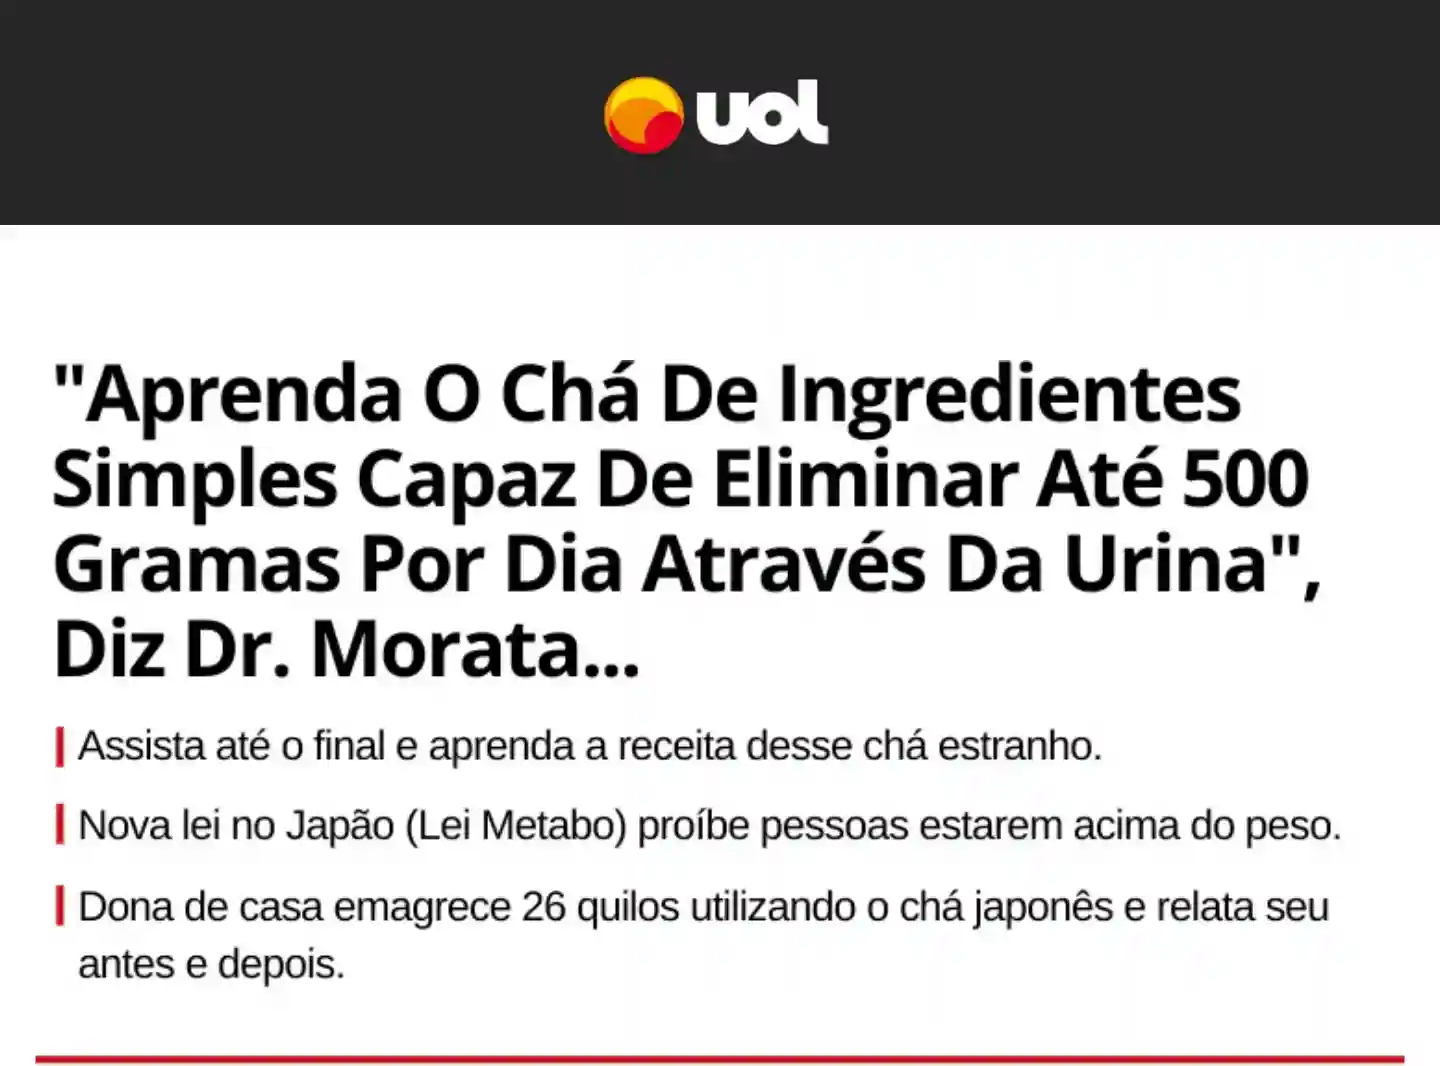 uol
"Aprenda O Chá De Ingredientes
Simples Capaz De Eliminar Até 500
Gramas Por Dia Através Da Urina",
Diz Dr. Morata...
Assista até o final e aprenda a receita desse chá estranho.
Nova lei no Japão (Lei Metabo) proíbe pessoas estarem acima do peso.
Dona de casa emagrece 26 quilos utilizando o chá japonês e relata seu
antes e depois.